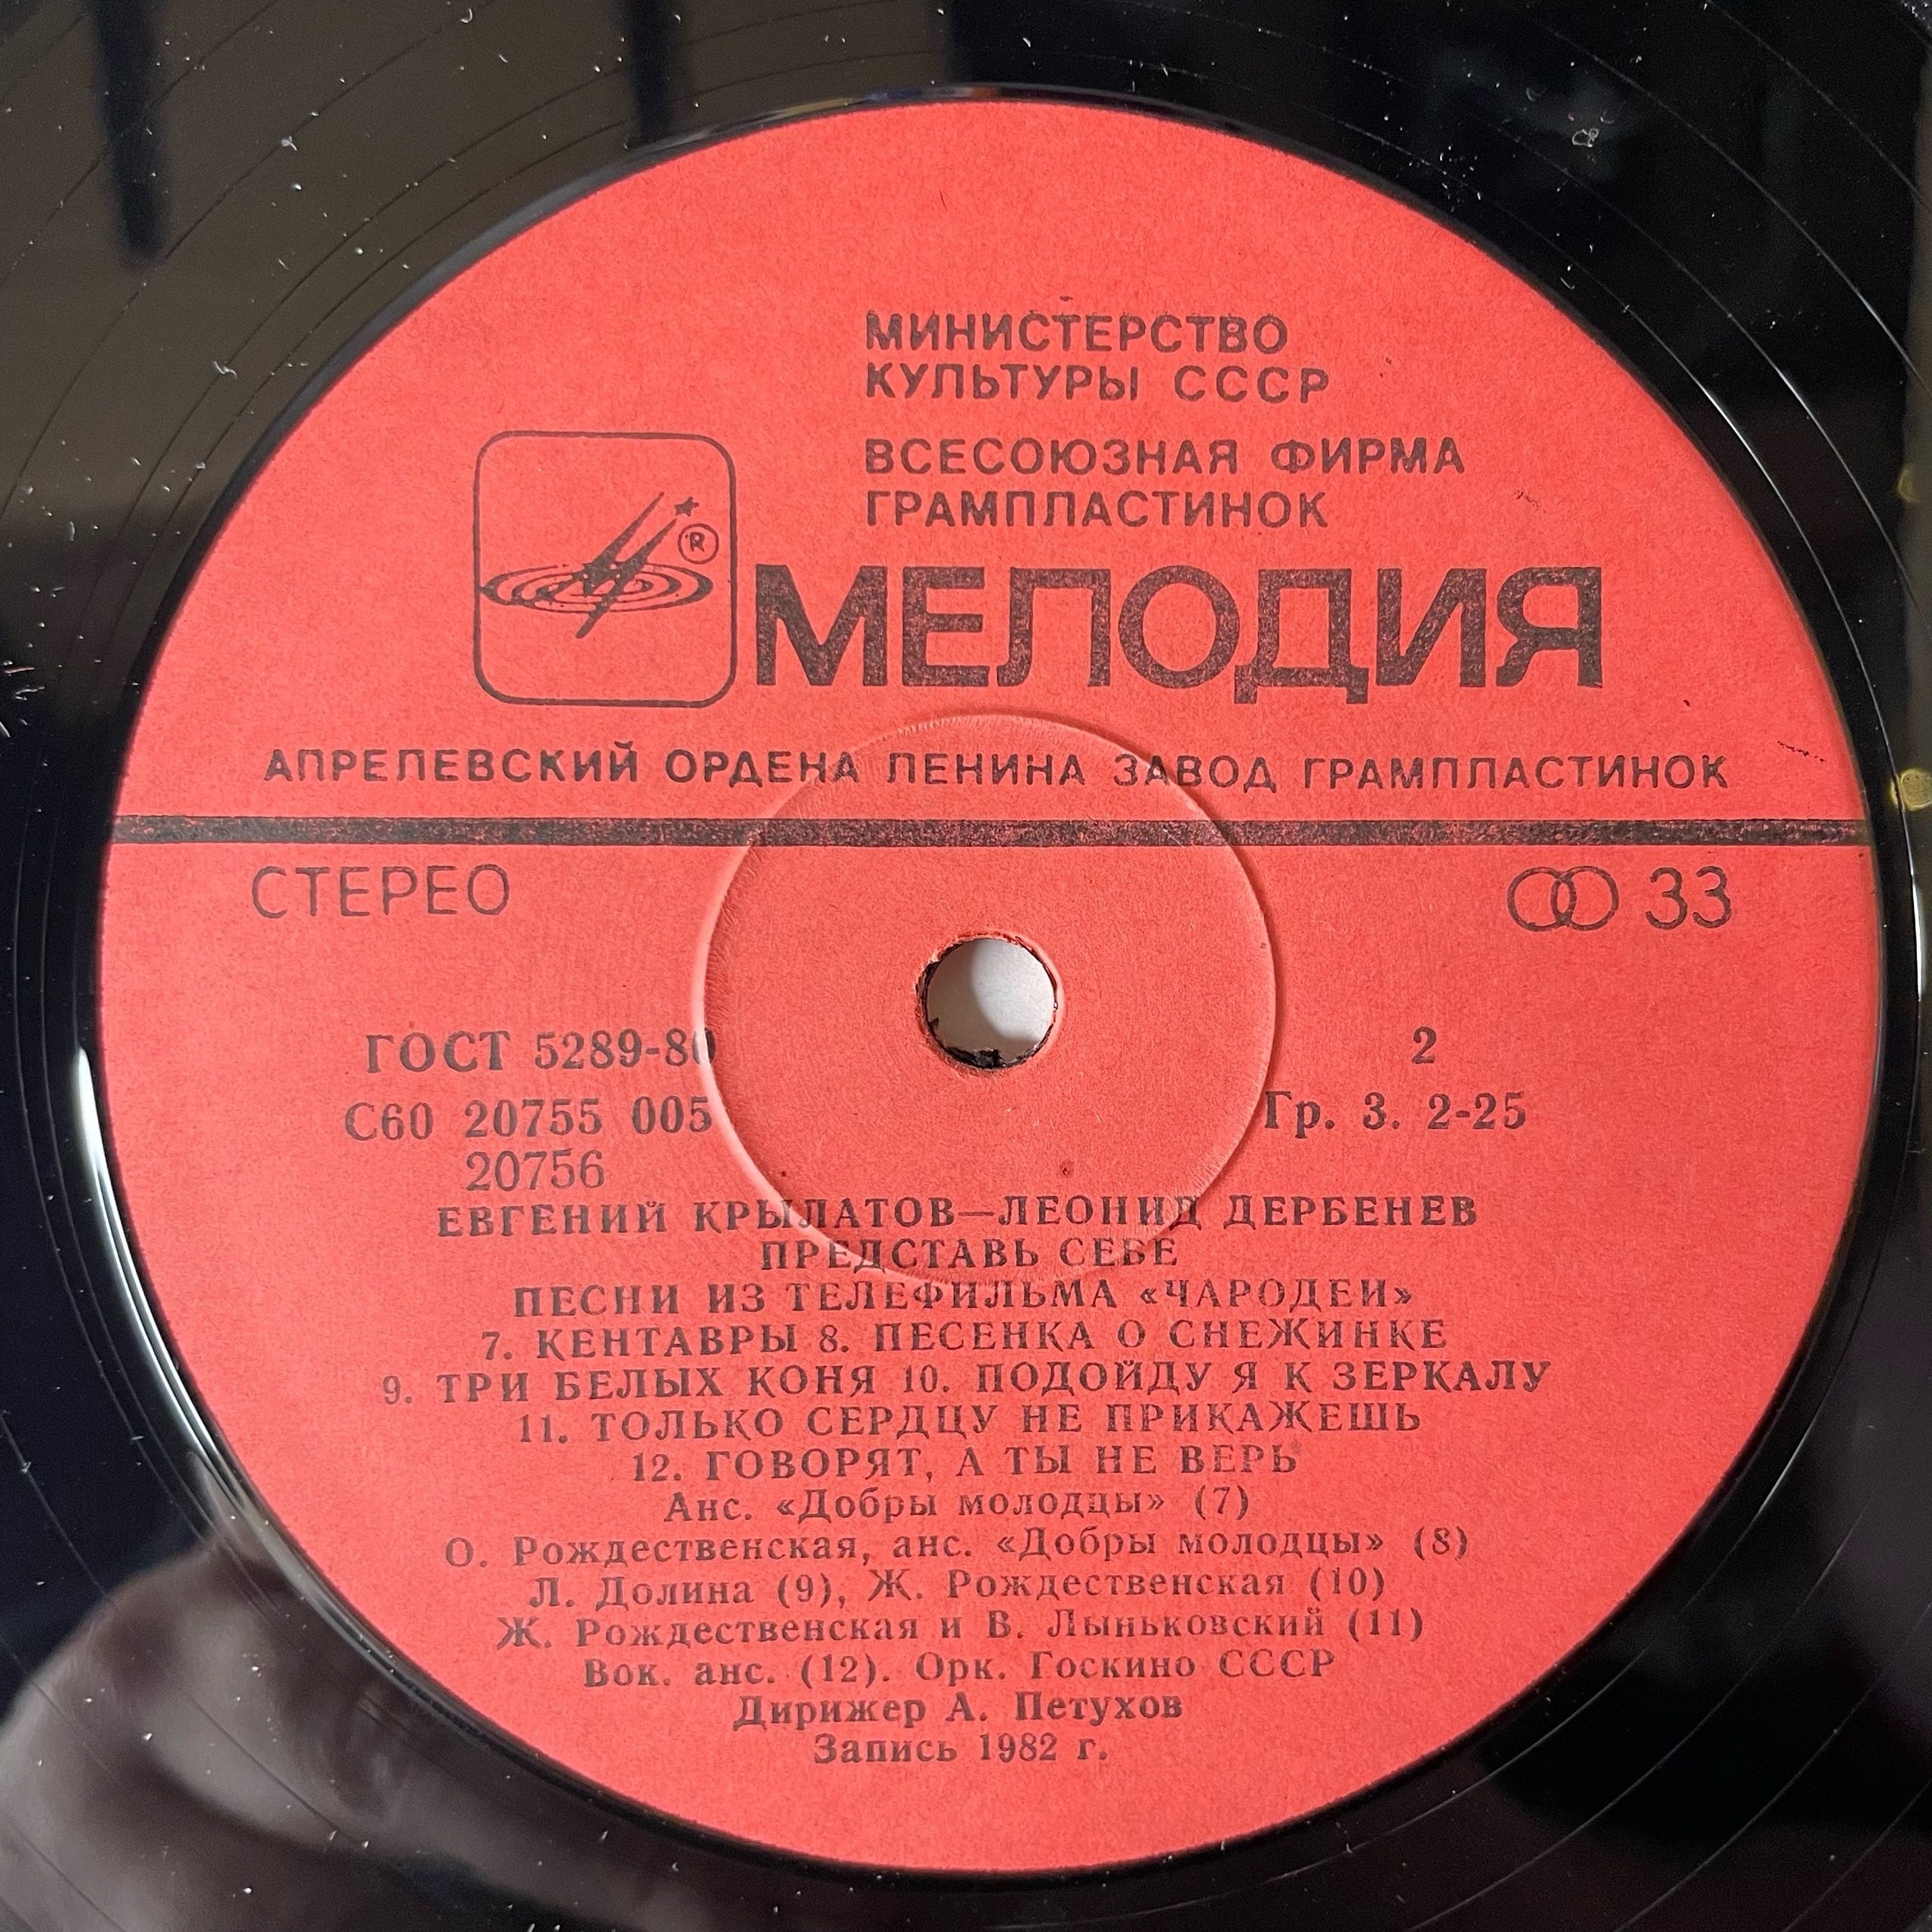 МИНИСТЕРСТВО
КУЛЬТУРЫ СССР
ВСЕСОЮЗНАЯ ФИРМА
ГРАМПЛАСТИНОК
®
МЕЛОДИЯ
АПРЕЛЕВСКИЙ ОРДЕНА ЛЕНИНА ЗАВОД ГРАМПЛАСТИНОК
СТЕРЕО
33
ГОСТ 5289-80
2
С60 20755 005
Гр. 3. 2-25
20756
ЕВГЕНИЙ КРЫЛАТОВ—ЛЕОНИД ДЕРБЕНЕВ
ПРЕДСТАВЬ СЕБЕ
ПЕСНИ ИЗ ТЕЛЕФИЛЬМА «ЧАРОДЕИ»
7. КЕНТАВРЫ 8. ПЕСЕНКА О СНЕЖИНКЕ
9. ТРИ БЕЛЫХ КОНЯ 10. ПОДОЙДУ Я К ЗЕРКАЛУ
11. ТОЛЬКО СЕРДЦУ НЕ ПРИКАЖЕШЬ
12. ГОВОРЯТ, А ТЫ НЕ ВЕРЬ
Анс. «Добры молодцы» (7)
О. Рождественская, анс. «Добры молодцы» (8)
Л. Долина (9), Ж. Рождественская (10)
Ж. Рождественская и В. Лыньковский (11)
Вок. анс. (12). Орк. Госкино СССР
Дирижер А. Петухов
Запись 1982 г.